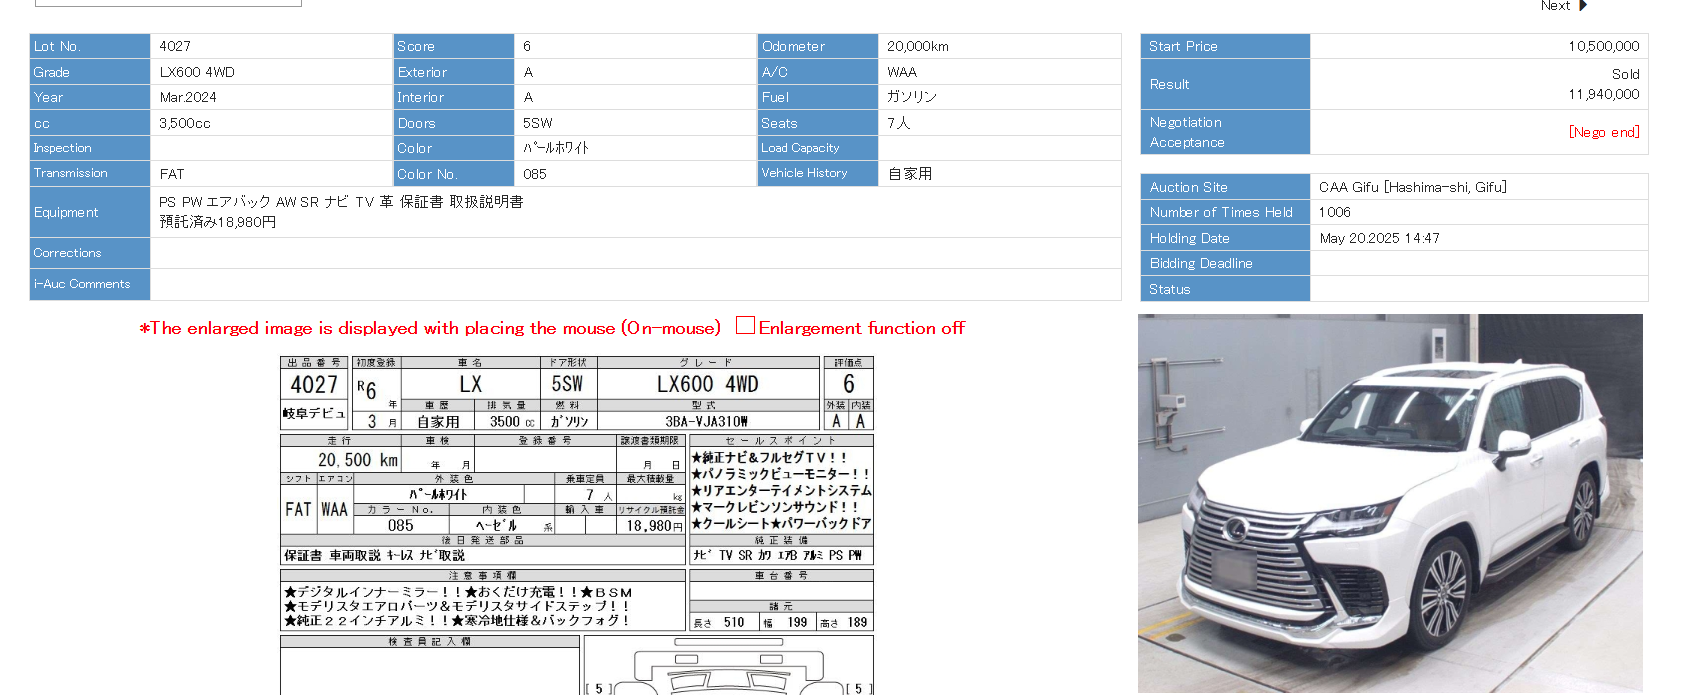 Next
Lot No. 4027 Score 6 Odometer 20,000km
Grade LX600 4WD Exterior A A/C WAA
Year Mar.2024 Interior A Fuel ガソリン
cc 3,500cc Doors 5SW Seats 7人
Inspection Color パールホワイト Load Capacity
Transmission FAT Color No. 085 Vehicle History 自家用
Equipment PS PW エアバック AW SR ナビ TV 革 保証書 取扱説明書
預託済み18,980円
Corrections
i-Auc Comments
Start Price 10,500,000
Result Sold
11,940,000
Negotiation
Acceptance [Nego end]
Auction Site CAA Gifu [Hashima-shi, Gifu]
Number of Times Held 1006
Holding Date May 20.2025 14:47
Bidding Deadline
Status
*The enlarged image is displayed with placing the mouse (On-mouse) Enlargement function off
出品番号 初度登録 車名 ドア形状 グレード 評価点
4027 R6年 LX 5SW LX600 4WD 6
車歴 排気量 燃料 型式 外装 内装
岐阜デビュ 3月 自家用 3500cc ガソリン 3BA-VJA310W A A
走行 車検 登録番号 譲渡書類期限 セールスポイント
20,500 km 年 月 月 日
★純正ナビ&フルセグTV!!
★パノラミックビューモニター!!
★リアエンターテイメントシステム
★マークレビンソンサウンド!!
★クールシート★パワーバックドア
シフト エアコン 外装色 乗車定員 最大積載量
FAT WAA パールホワイト 7人 kg
カラーNo. 内装色 輸入車 リサイクル預託金
085 ヘーゼル 系 18,980円
後日発送部品 純正装備
保証書 車両取説 キーレス ナビ取説 ナビ TV SR カワ エアB アルミ PS PW
注意事項欄 車台番号
★デジタルインナーミラー!!★おくだけ充電!!★BSM
★モデリスタエアロパーツ&モデリスタサイドステップ!!
★純正22インチアルミ!!★寒冷地仕様&バックフォグ!
諸元
長さ 510 幅 199 高さ 189
検査員記入欄
[ 5 ] [ 5 ]